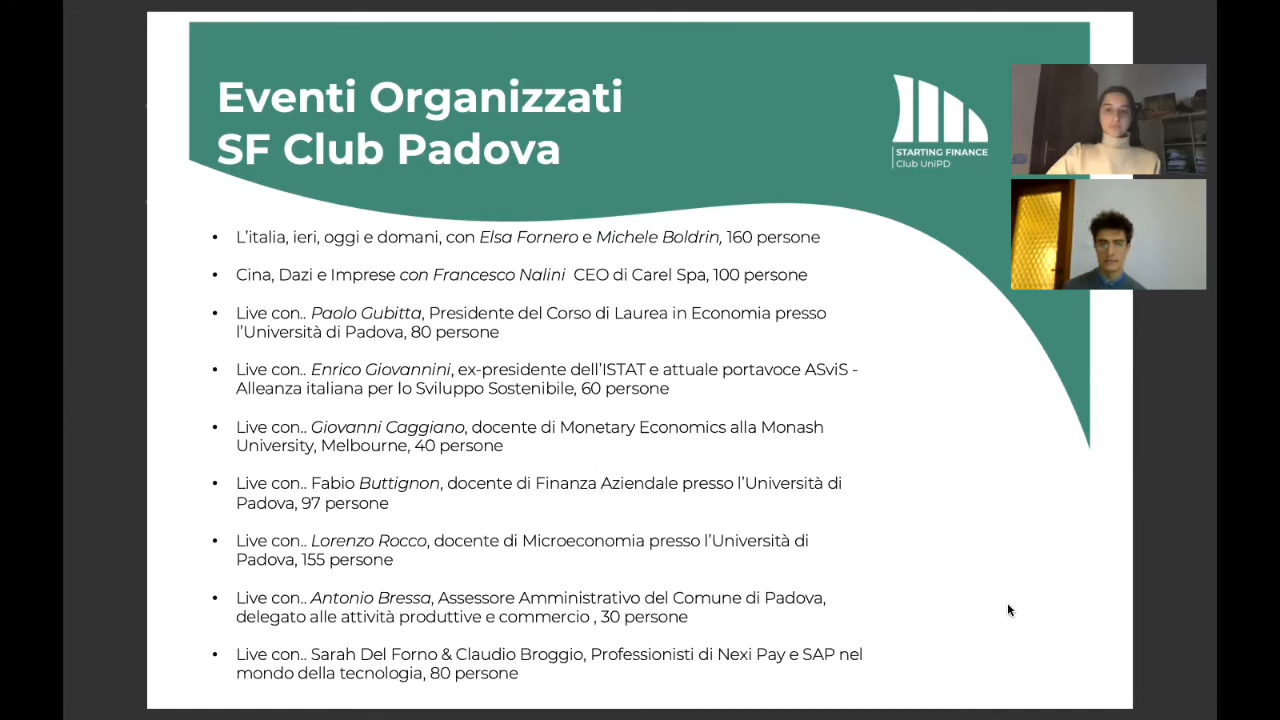 Eventi Organizzati
SF Club Padova
STARTING FINANCE
Club UniPD
• L'italia, ieri, oggi e domani, con Elsa Fornero e Michele Boldrin, 160 persone
• Cina, Dazi e Imprese con Francesco Nalini CEO di Carel Spa, 100 persone
• Live con.. Paolo Gubitta, Presidente del Corso di Laurea in Economia presso
l'Università di Padova, 80 persone
• Live con.. Enrico Giovannini, ex-presidente dell'ISTAT e attuale portavoce ASviS -
Alleanza italiana per lo Sviluppo Sostenibile, 60 persone
• Live con.. Giovanni Caggiano, docente di Monetary Economics alla Monash
University, Melbourne, 40 persone
• Live con.. Fabio Buttignon, docente di Finanza Aziendale presso l'Università di
Padova, 97 persone
• Live con.. Lorenzo Rocco, docente di Microeconomia presso l'Università di
Padova, 155 persone
• Live con.. Antonio Bressa, Assessore Amministrativo del Comune di Padova,
delegato alle attività produttive e commercio , 30 persone
• Live con.. Sarah Del Forno & Claudio Broggio, Professionisti di Nexi Pay e SAP nel
mondo della tecnologia, 80 persone